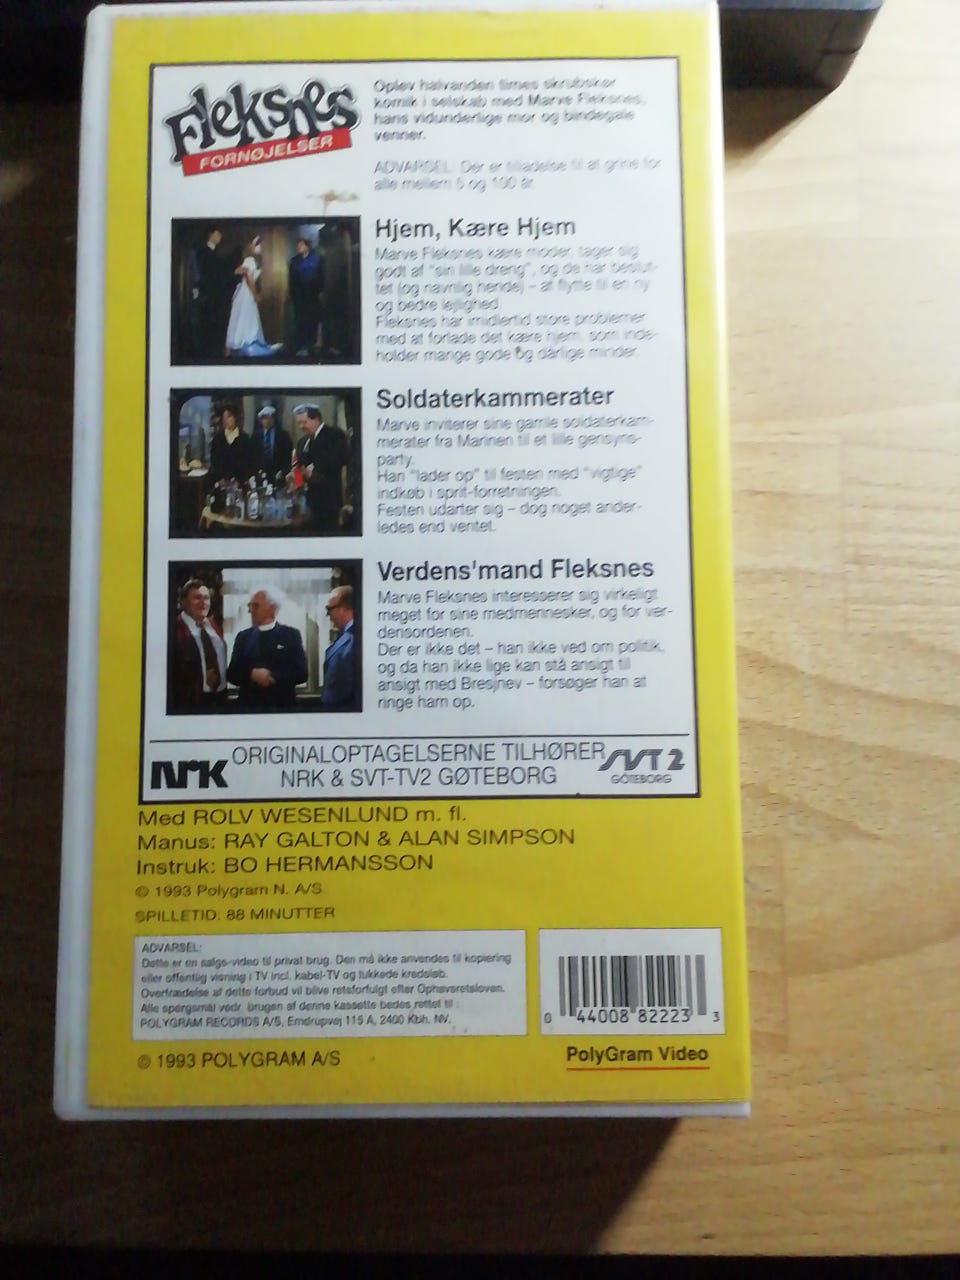 Fleksnes
FORNØJELSER
Oplev halvanden times skrubskør
komik i selskab med Marve Fleksnes,
hans vidunderlige mor og bindegale
venner.
ADVARSEL: Der er tilladelse til at grine for
alle mellem 5 og 100 år.
Hjem, Kære Hjem
Marve Fleksnes kære moder, tager sig
godt af "sin lille dreng", og de har beslut-
tet (og navnlig hende) – at flytte til en ny
og bedre lejlighed.
Fleksnes har imidlertid store problemer
med at forlade det kære hjem, som inde-
holder mange gode og dårlige minder.
Soldaterkammerater
Marve inviterer sine gamle soldaterkam-
merater fra Marinen til et lille gensyns-
party.
Han "lader op" til festen med "vigtige"
indkøb i sprit-forretningen.
Festen udarter sig – dog noget ander-
ledes end ventet.
Verdens'mand Fleksnes
Marve Fleksnes interesserer sig virkeligt
meget for sine medmennesker, og for ver-
densordenen.
Der er ikke det – han ikke ved om politik,
og da han ikke lige kan stå ansigt til
ansigt med Bresjnev – forsøger han at
ringe ham op.
NRK
ORIGINALOPTAGELSERNE TILHØRER
NRK & SVT-TV2 GØTEBORG
SVT 2
GÖTEBORG
Med ROLV WESENLUND m. fl.
Manus: RAY GALTON & ALAN SIMPSON
Instruk: BO HERMANSSON
© 1993 Polygram N. A/S
SPILLETID: 88 MINUTTER
ADVARSEL:
Dette er en salgs-video til privat brug. Den må ikke anvendes til kopiering
eller offentlig visning i TV incl. kabel-TV og lukkede kredsløb.
Overtrædelse af dette forbud vil blive retsforfulgt efter Ophavsretsloven.
Alle spørgsmål vedr. brugen af denne kassette bedes rettet til :
POLYGRAM RECORDS A/S, Emdrupvej 115 A, 2400 Kbh. NV.
0 44008 82223 3
© 1993 POLYGRAM A/S
PolyGram Video